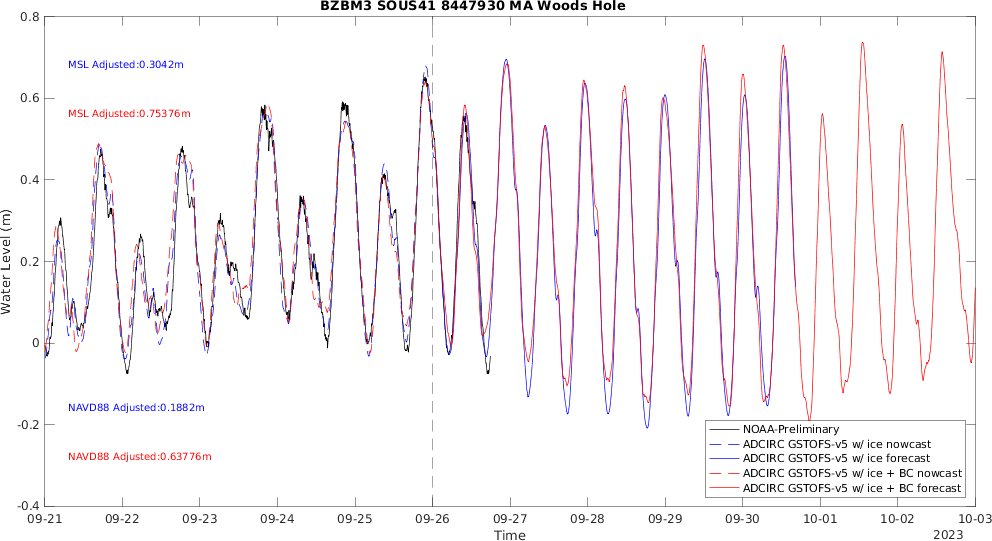 BZBM3 SOUS41 8447930 MA Woods Hole
0.8
0.6
0.4
0.2
0
-0.2
-0.4
Water Level (m)
MSL Adjusted:0.3042m
MSL Adjusted:0.75376m
NAVD88 Adjusted:0.1882m
NAVD88 Adjusted:0.63776m
NOAA-Preliminary
ADCIRC GSTOFS-v5 w/ ice nowcast
ADCIRC GSTOFS-v5 w/ ice forecast
ADCIRC GSTOFS-v5 w/ ice + BC nowcast
ADCIRC GSTOFS-v5 w/ ice + BC forecast
09-21 09-22 09-23 09-24 09-25 09-26 09-27 09-28 09-29 09-30 10-01 10-02 10-03
Time
2023